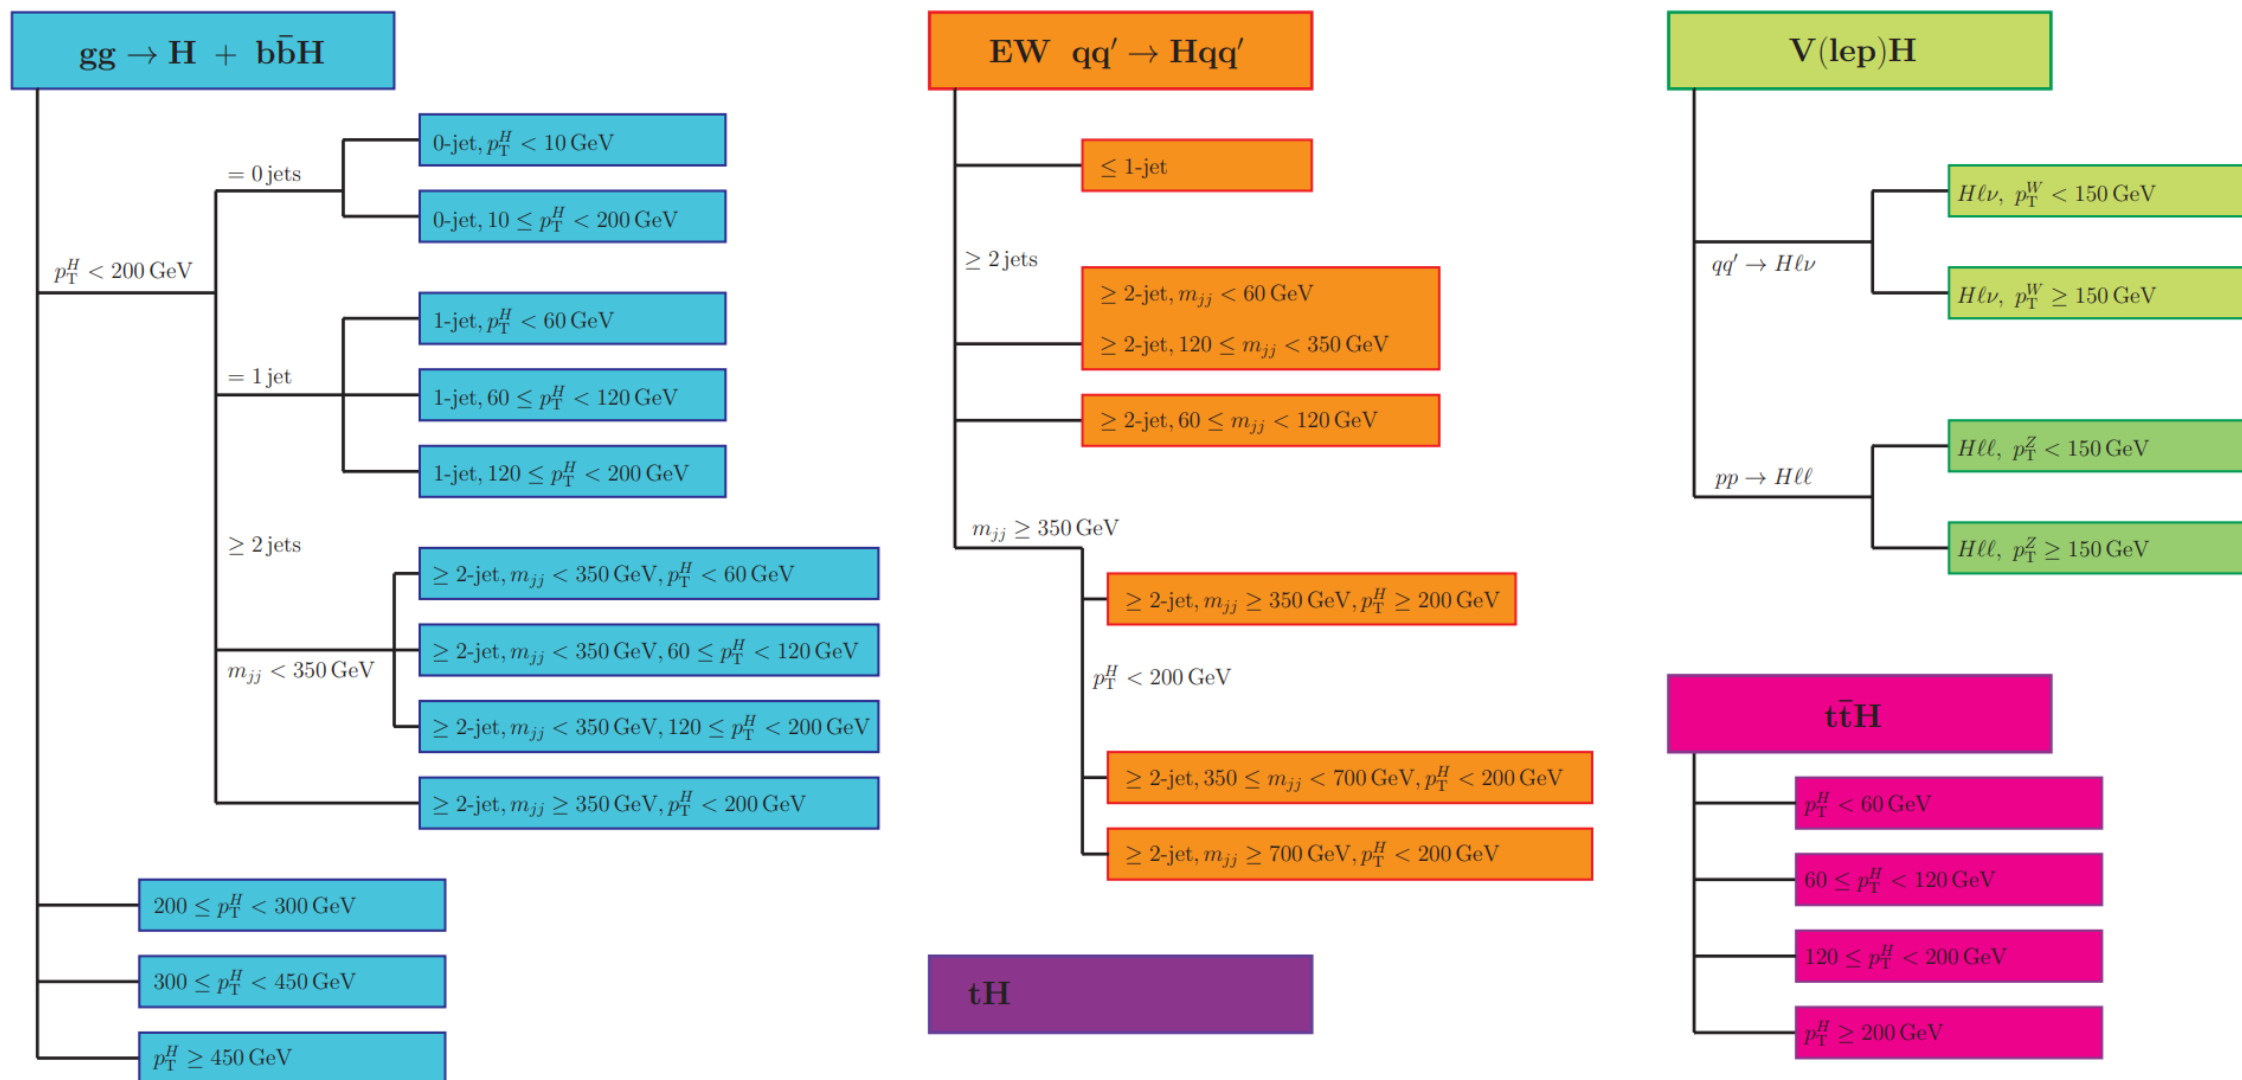 gg → H + bb̄H
= 0 jets
0-jet, p_T^H < 10 GeV
0-jet, 10 ≤ p_T^H < 200 GeV
p_T^H < 200 GeV
= 1 jet
1-jet, p_T^H < 60 GeV
1-jet, 60 ≤ p_T^H < 120 GeV
1-jet, 120 ≤ p_T^H < 200 GeV
≥ 2 jets
m_jj < 350 GeV
≥ 2-jet, m_jj < 350 GeV, p_T^H < 60 GeV
≥ 2-jet, m_jj < 350 GeV, 60 ≤ p_T^H < 120 GeV
≥ 2-jet, m_jj < 350 GeV, 120 ≤ p_T^H < 200 GeV
≥ 2-jet, m_jj ≥ 350 GeV, p_T^H < 200 GeV
200 ≤ p_T^H < 300 GeV
300 ≤ p_T^H < 450 GeV
p_T^H ≥ 450 GeV
EW qq′ → Hqq′
≤ 1-jet
≥ 2 jets
≥ 2-jet, m_jj < 60 GeV
≥ 2-jet, 120 ≤ m_jj < 350 GeV
≥ 2-jet, 60 ≤ m_jj < 120 GeV
m_jj ≥ 350 GeV
≥ 2-jet, m_jj ≥ 350 GeV, p_T^H ≥ 200 GeV
p_T^H < 200 GeV
≥ 2-jet, 350 ≤ m_jj < 700 GeV, p_T^H < 200 GeV
≥ 2-jet, m_jj ≥ 700 GeV, p_T^H < 200 GeV
tH
V(lep)H
qq′ → Hℓν
Hℓν, p_T^W < 150 GeV
Hℓν, p_T^W ≥ 150 GeV
pp → Hℓℓ
Hℓℓ, p_T^Z < 150 GeV
Hℓℓ, p_T^Z ≥ 150 GeV
tt̄H
p_T^H < 60 GeV
60 ≤ p_T^H < 120 GeV
120 ≤ p_T^H < 200 GeV
p_T^H ≥ 200 GeV